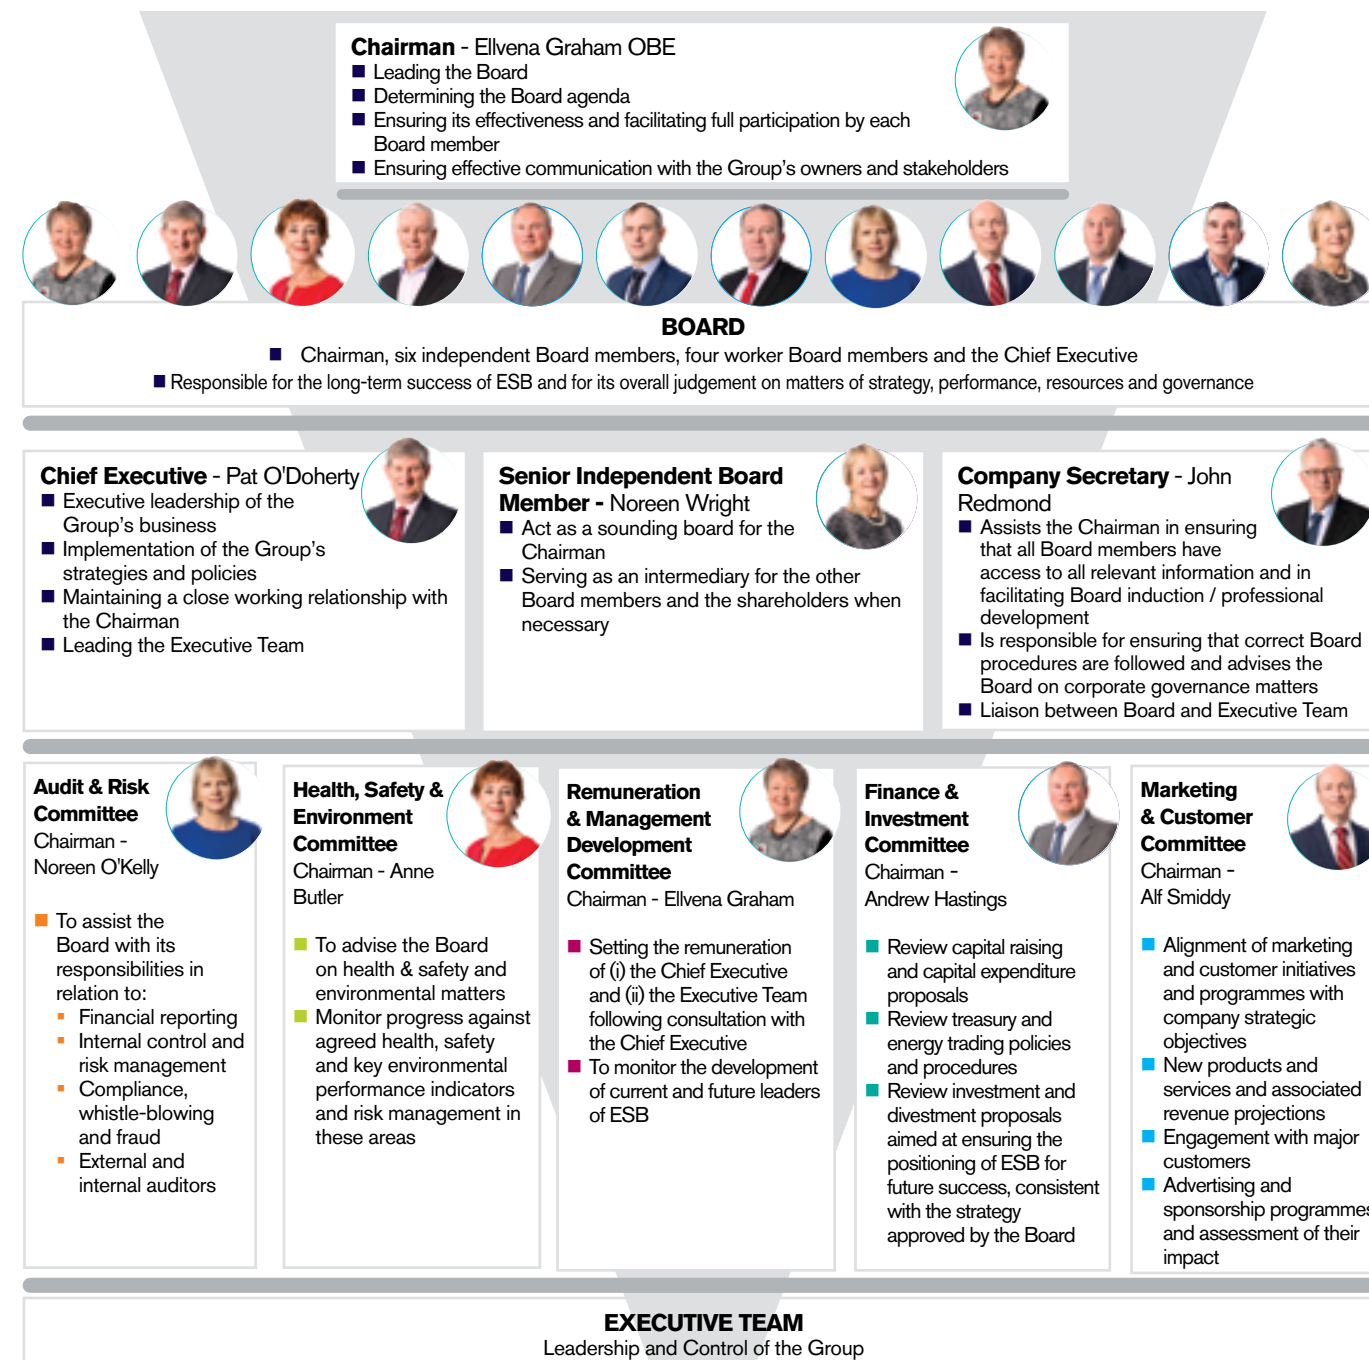 Chairman - Ellvena Graham OBE
Leading the Board
Determining the Board agenda
Ensuring its effectiveness and facilitating full participation by each
Board member
Ensuring effective communication with the Group's owners and stakeholders
BOARD
Chairman, six independent Board members, four worker Board members and the Chief Executive
Responsible for the long-term success of ESB and for its overall judgement on matters of strategy, performance, resources and governance
Chief Executive - Pat O'Doherty
Executive leadership of the
Group's business
Implementation of the Group's
strategies and policies
Maintaining a close working relationship with
the Chairman
Leading the Executive Team
Senior Independent Board
Member - Noreen Wright
Act as a sounding board for the
Chairman
Serving as an intermediary for the other
Board members and the shareholders when
necessary
Company Secretary - John
Redmond
Assists the Chairman in ensuring
that all Board members have
access to all relevant information and in
facilitating Board induction / professional
development
Is responsible for ensuring that correct Board
procedures are followed and advises the
Board on corporate governance matters
Liaison between Board and Executive Team
Audit & Risk
Committee
Chairman -
Noreen O'Kelly
To assist the
Board with its
responsibilities in
relation to:
Financial reporting
Internal control and
risk management
Compliance,
whistle-blowing
and fraud
External and
internal auditors
Health, Safety &
Environment
Committee
Chairman - Anne
Butler
To advise the Board
on health & safety and
environmental matters
Monitor progress against
agreed health, safety
and key environmental
performance indicators
and risk management in
these areas
Remuneration
& Management
Development
Committee
Chairman - Ellvena Graham
Setting the remuneration
of (i) the Chief Executive
and (ii) the Executive Team
following consultation with
the Chief Executive
To monitor the development
of current and future leaders
of ESB
Finance &
Investment
Committee
Chairman -
Andrew Hastings
Review capital raising
and capital expenditure
proposals
Review treasury and
energy trading policies
and procedures
Review investment and
divestment proposals
aimed at ensuring the
positioning of ESB for
future success, consistent
with the strategy
approved by the Board
Marketing
& Customer
Committee
Chairman -
Alf Smiddy
Alignment of marketing
and customer initiatives
and programmes with
company strategic
objectives
New products and
services and associated
revenue projections
Engagement with major
customers
Advertising and
sponsorship programmes
and assessment of their
impact
EXECUTIVE TEAM
Leadership and Control of the Group